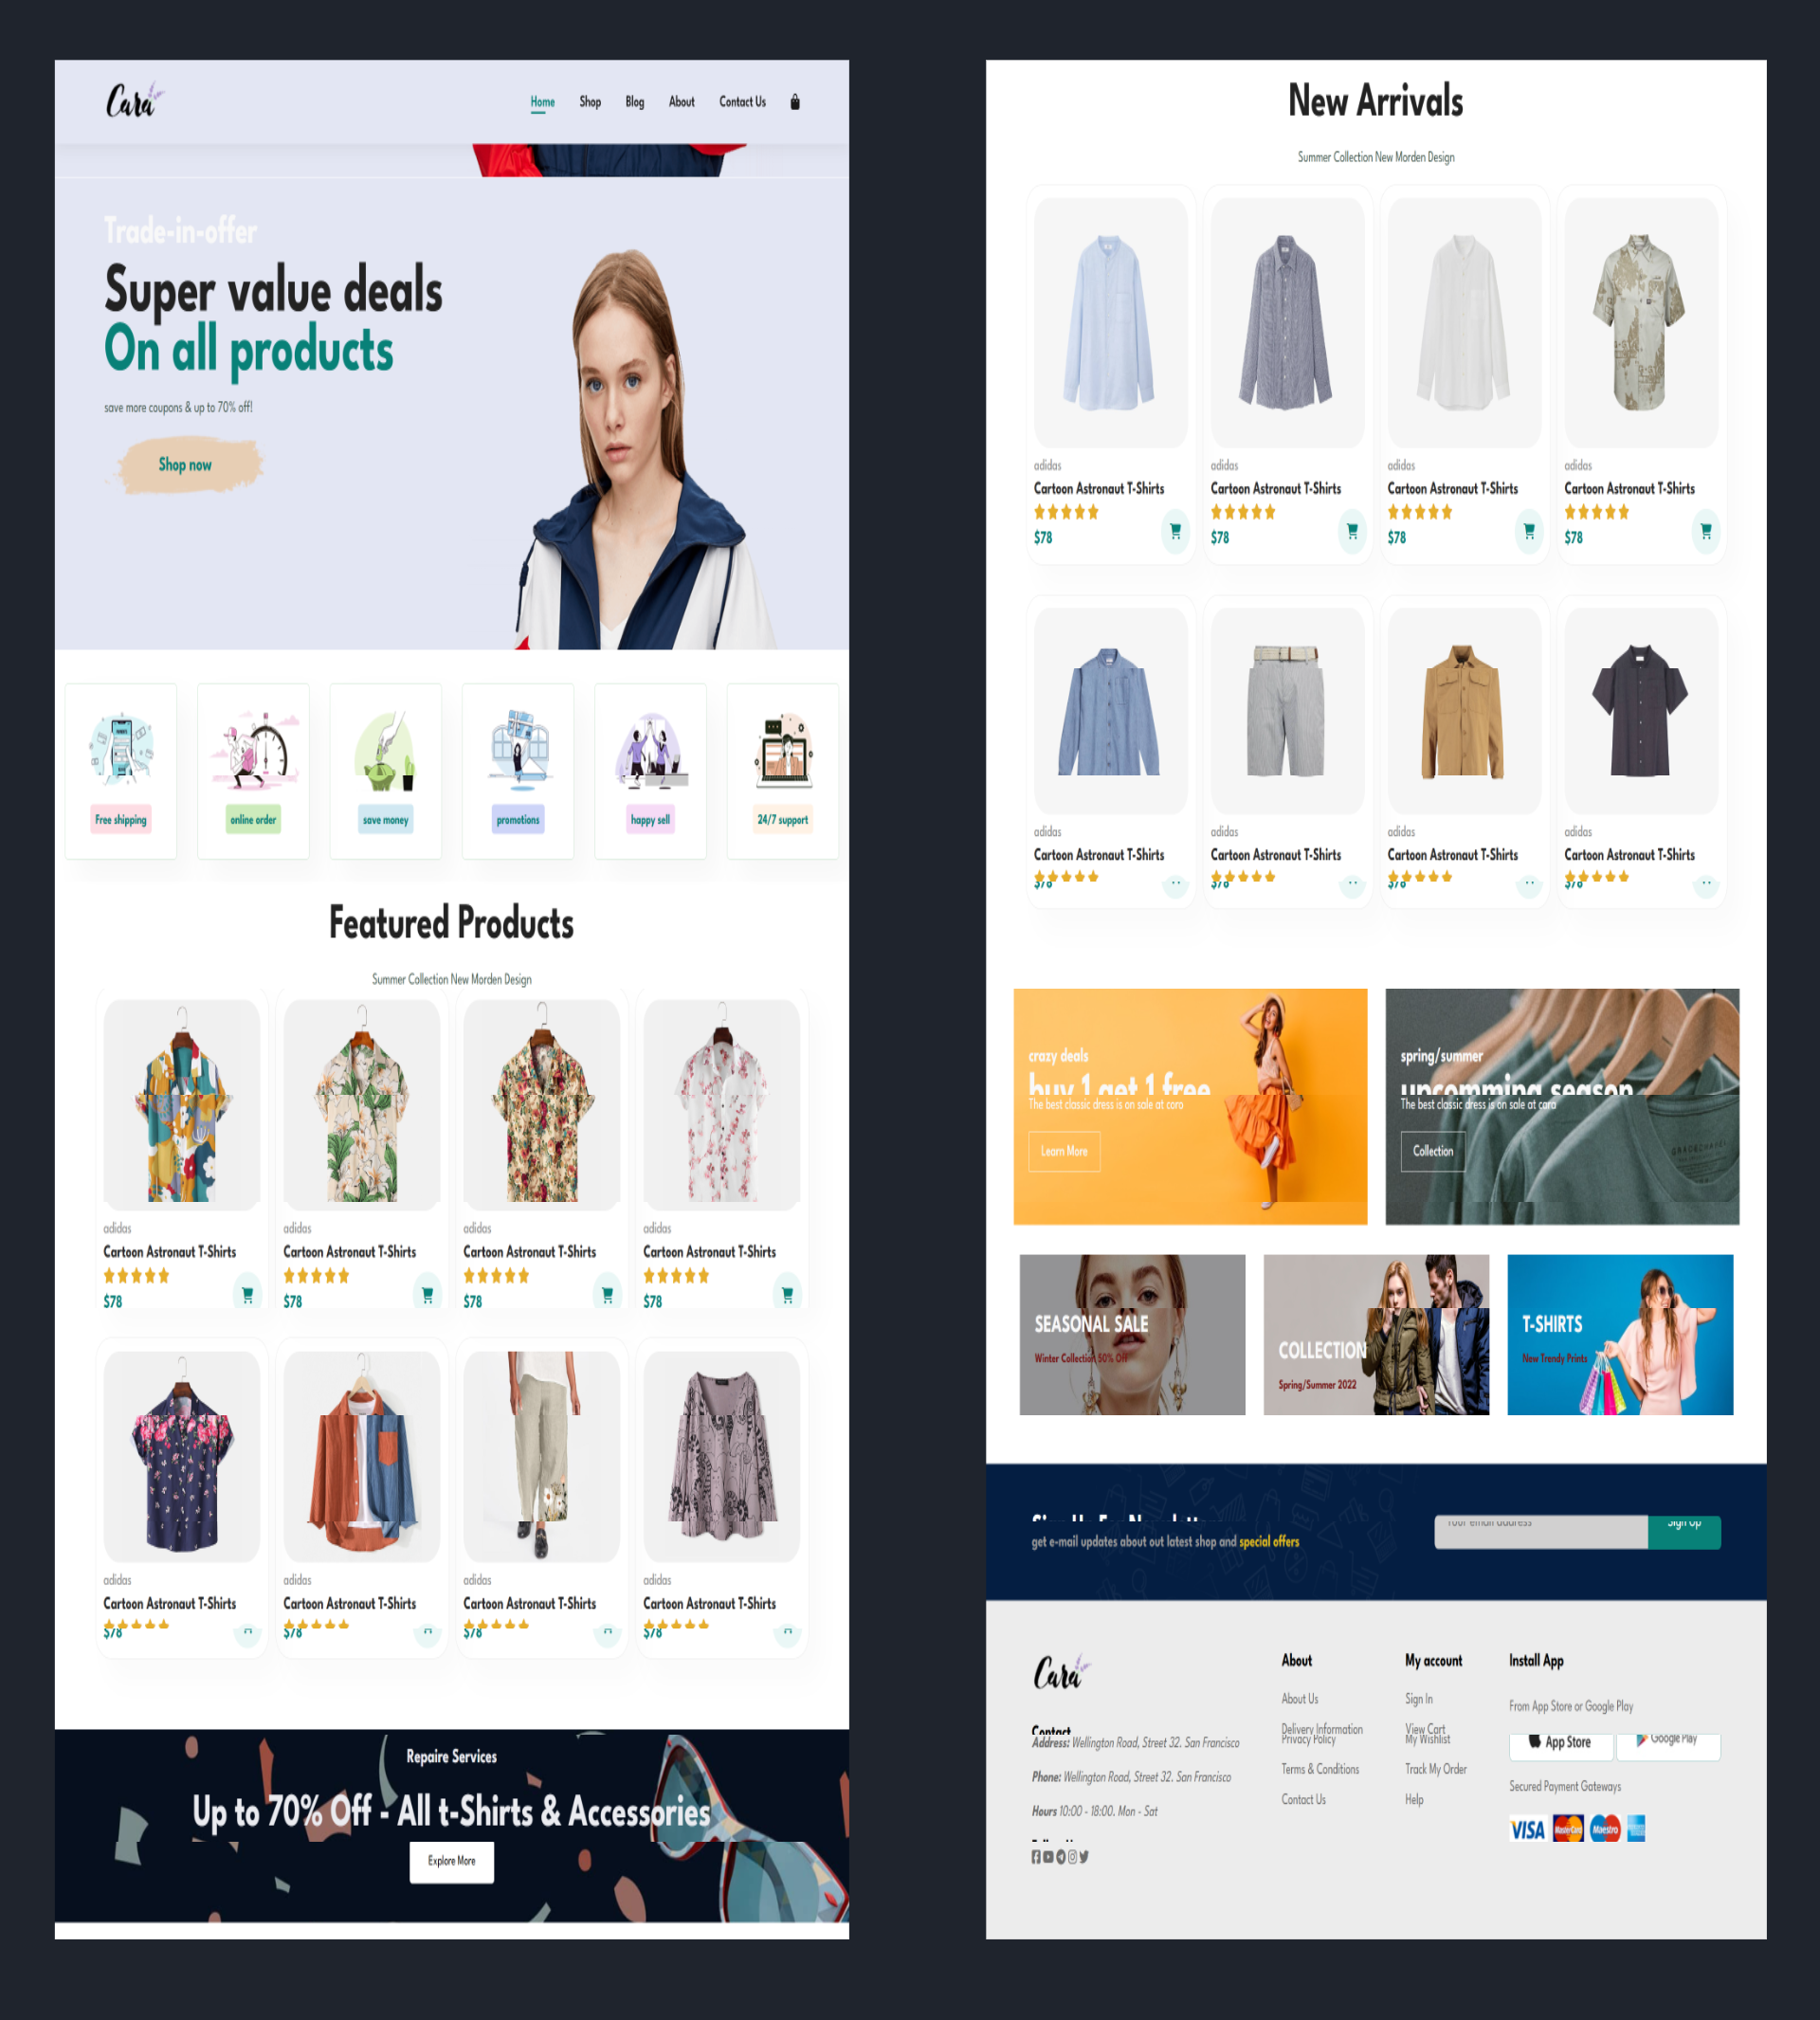 Cara
Home Shop Blog About Contact Us
Trade-in-offer
Super value deals
On all products
save more coupons & up to 70% off!
Shop now
Free shipping online order save money promotions happy sell 24/7 support
Featured Products
Summer Collection New Morden Design
adidas adidas adidas adidas
Cartoon Astronaut T-Shirts Cartoon Astronaut T-Shirts Cartoon Astronaut T-Shirts Cartoon Astronaut T-Shirts
$78 $78 $78 $78
adidas adidas adidas adidas
Cartoon Astronaut T-Shirts Cartoon Astronaut T-Shirts Cartoon Astronaut T-Shirts Cartoon Astronaut T-Shirts
$78 $78 $78 $78
Repaire Services
Up to 70% Off - All t-Shirts & Accessories
Explore More
New Arrivals
Summer Collection New Morden Design
adidas adidas adidas adidas
Cartoon Astronaut T-Shirts Cartoon Astronaut T-Shirts Cartoon Astronaut T-Shirts Cartoon Astronaut T-Shirts
$78 $78 $78 $78
adidas adidas adidas adidas
Cartoon Astronaut T-Shirts Cartoon Astronaut T-Shirts Cartoon Astronaut T-Shirts Cartoon Astronaut T-Shirts
$78 $78 $78 $78
crazy deals
buy 1 get 1 free
The best classic dress is on sale at coro
Learn More
spring/summer
upcomming season
The best classic dress is on sale at cara
Collection
SEASONAL SALE
Winter Collection 50% Off
COLLECTION
Spring/Summer 2022
T-SHIRTS
New Trendy Prints
Sign Up For Newsletter
get e-mail updates about out latest shop and special offers
Your email address
Sign Up
Cara
Contact
Address: Wellington Road, Street 32. San Francisco
Phone: Wellington Road, Street 32. San Francisco
Hours 10:00 - 18:00. Mon - Sat
About
About Us
Delivery Information
Privacy Policy
Terms & Conditions
Contact Us
My account
Sign In
View Cart
My Wishlist
Track My Order
Help
Install App
From App Store or Google Play
App Store
Google Play
Secured Payment Gateways
VISA MasterCard Maestro